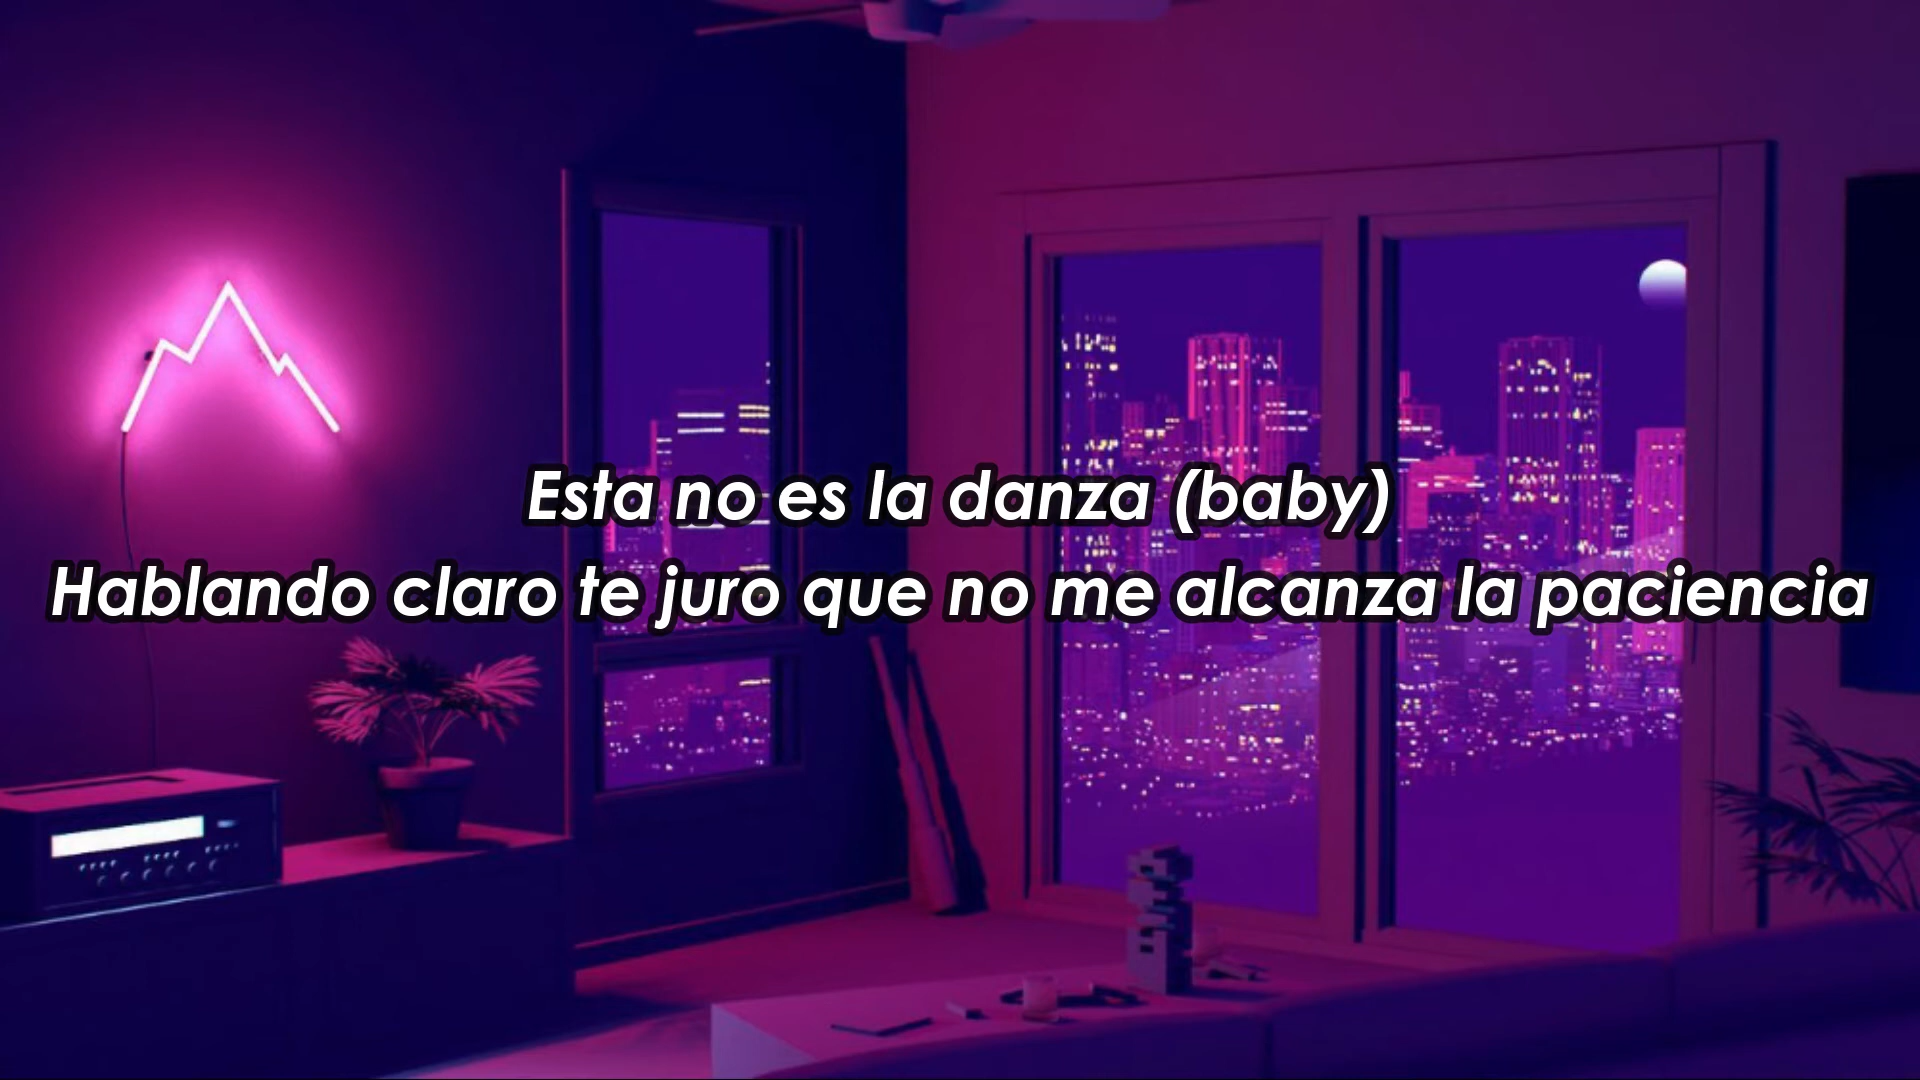 Esta no es la danza (baby)
Hablando claro te juro que no me alcanza la paciencia